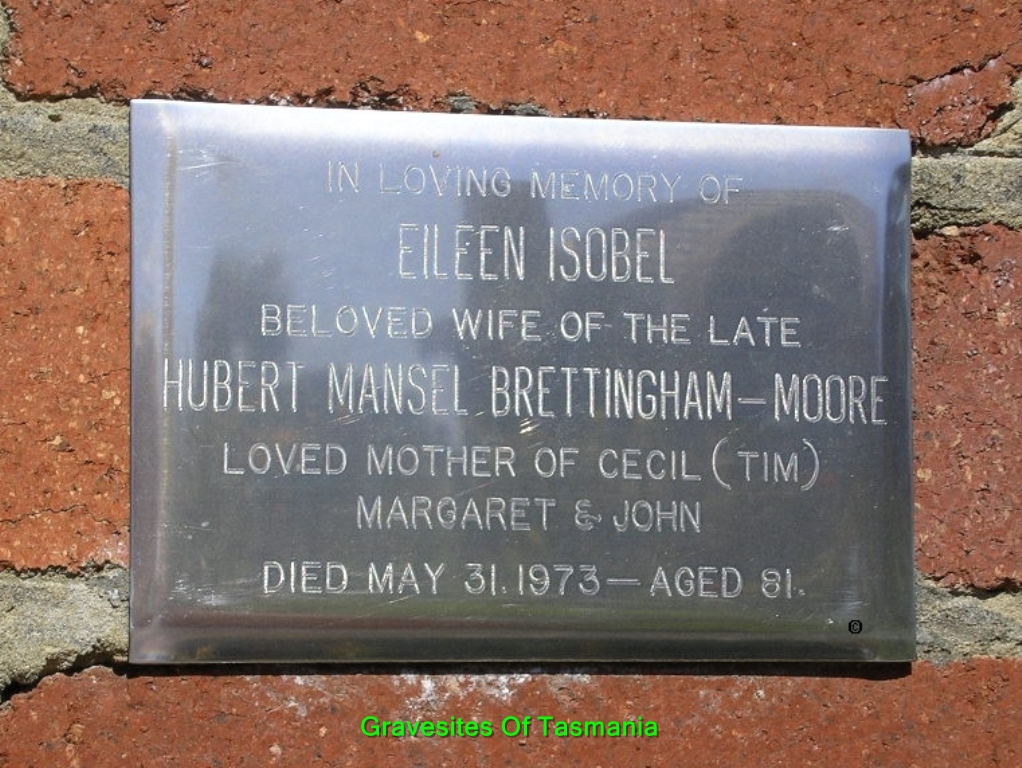 IN LOVING MEMORY OF
EILEEN ISOBEL
BELOVED WIFE OF THE LATE
HUBERT MANSEL BRETTINGHAM-MOORE
LOVED MOTHER OF CECIL (TIM)
MARGARET & JOHN
DIED MAY 31.1973-AGED 81.
©
Gravesites Of Tasmania